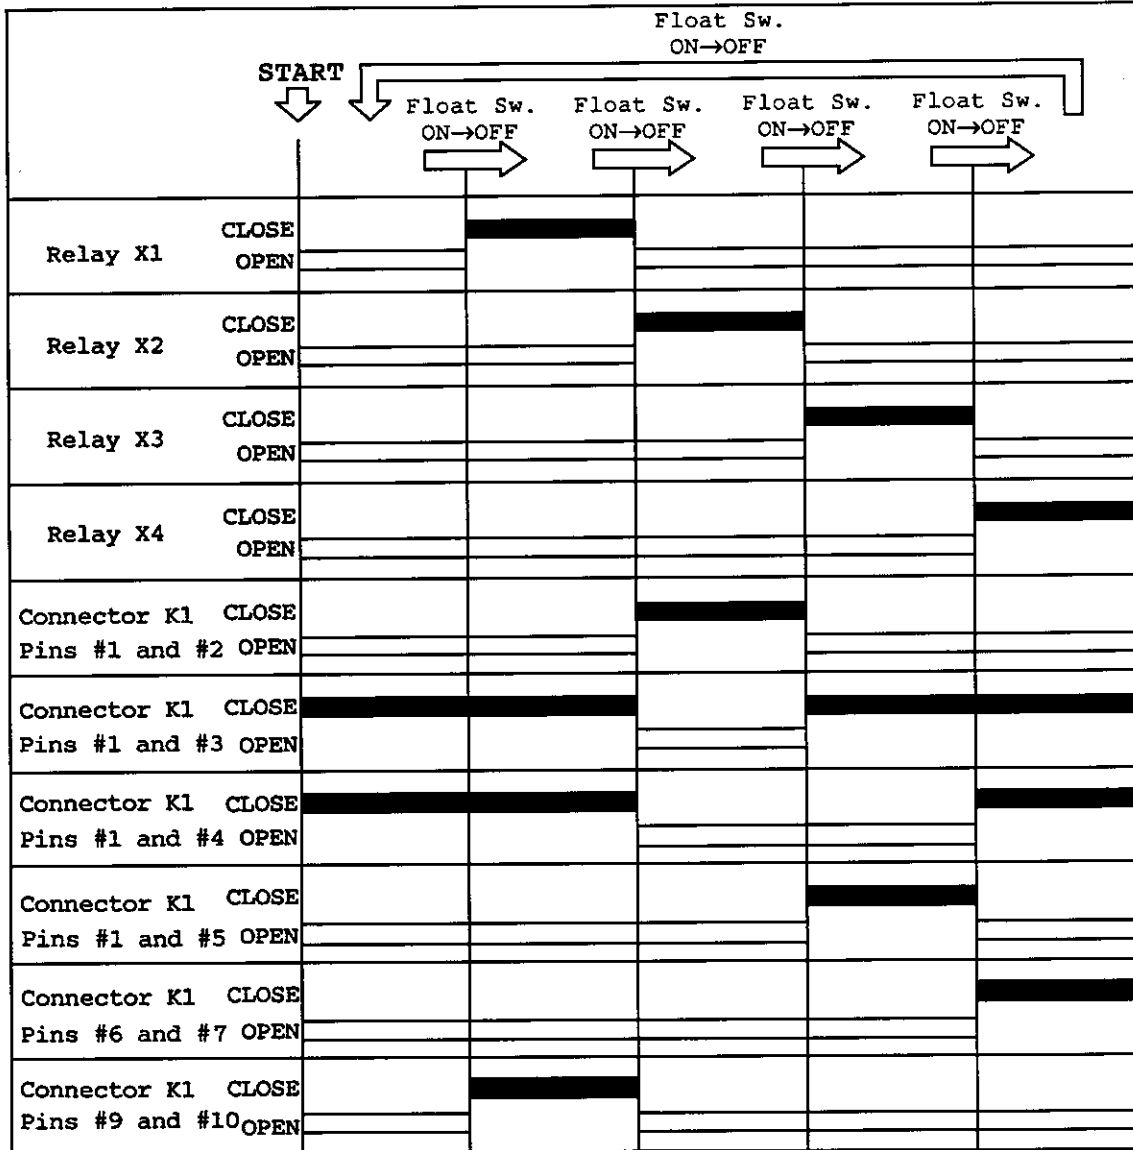 Float Sw.
ON→OFF
START
Float Sw. Float Sw. Float Sw. Float Sw.
ON→OFF ON→OFF ON→OFF ON→OFF
CLOSE
Relay X1
OPEN
CLOSE
Relay X2
OPEN
CLOSE
Relay X3
OPEN
CLOSE
Relay X4
OPEN
Connector K1 CLOSE
Pins #1 and #2 OPEN
Connector K1 CLOSE
Pins #1 and #3 OPEN
Connector K1 CLOSE
Pins #1 and #4 OPEN
Connector K1 CLOSE
Pins #1 and #5 OPEN
Connector K1 CLOSE
Pins #6 and #7 OPEN
Connector K1 CLOSE
Pins #9 and #10 OPEN